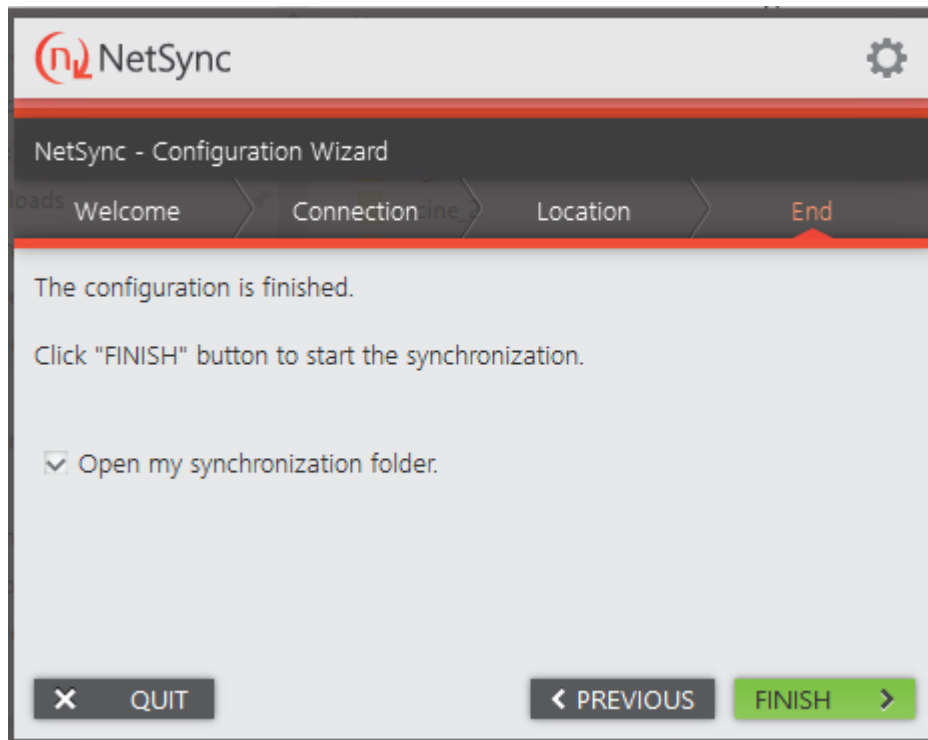 NetSync
NetSync - Configuration Wizard
Welcome Connection Location End
The configuration is finished.
Click "FINISH" button to start the synchronization.
Open my synchronization folder.
QUIT PREVIOUS FINISH